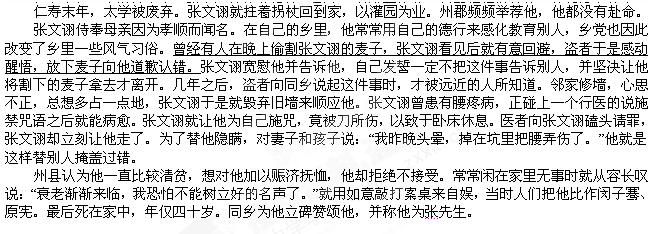 仁寿末年，太学被废弃。张文诩拄着拐杖回到家，以灌园为业。州郡频频举荐他，他都没有赴命。
张文诩侍奉母亲因为孝顺而闻名。在自己的乡里，他常常用自己的德行来感化教育别人，乡党也因此
改变了乡里一些风气习俗。曾经有人在晚上偷割张文诩的麦子，张文诩看见后就有意回避，盗者于是感动
醒悟，放下麦子向他道歉认错。张文诩宽慰他并告诉他，自己发誓一定不把这件事告诉别人，并坚决让他
将割下的麦子拿去才离开。几年之后，盗者向同乡说起这件事时，才被远近的人所知道。邻家修墙，心思
不正，总想多占一点地，张文诩于是就毁弃旧墙来顺应他。张文诩曾患有腰疼病，正碰上一个行医的说施
禁咒语之后就能病愈。张文诩就让他为自己施咒，竟被刀所伤，以致于卧床休息。医者向张文诩磕头请罪，
张文诩却立刻让他走了。为了替他隐瞒，对妻子和孩子说：“我昨晚头晕，掉在坑里把腰弄伤了。”他就是
这样替别人掩盖过错。
州县认为他一直比较清贫，想对他加以赈济抚恤，他却拒绝不接受。常常闲在家里无事时就从容长叹
说：“衰老渐渐来临，我恐怕不能树立好的名声了。”就用如意敲打案桌来自娱，当时人们把他比作闵子骞、
原宪。最后死在家中，年仅四十岁。同乡为他立碑赞颂他，并称他为张先生。